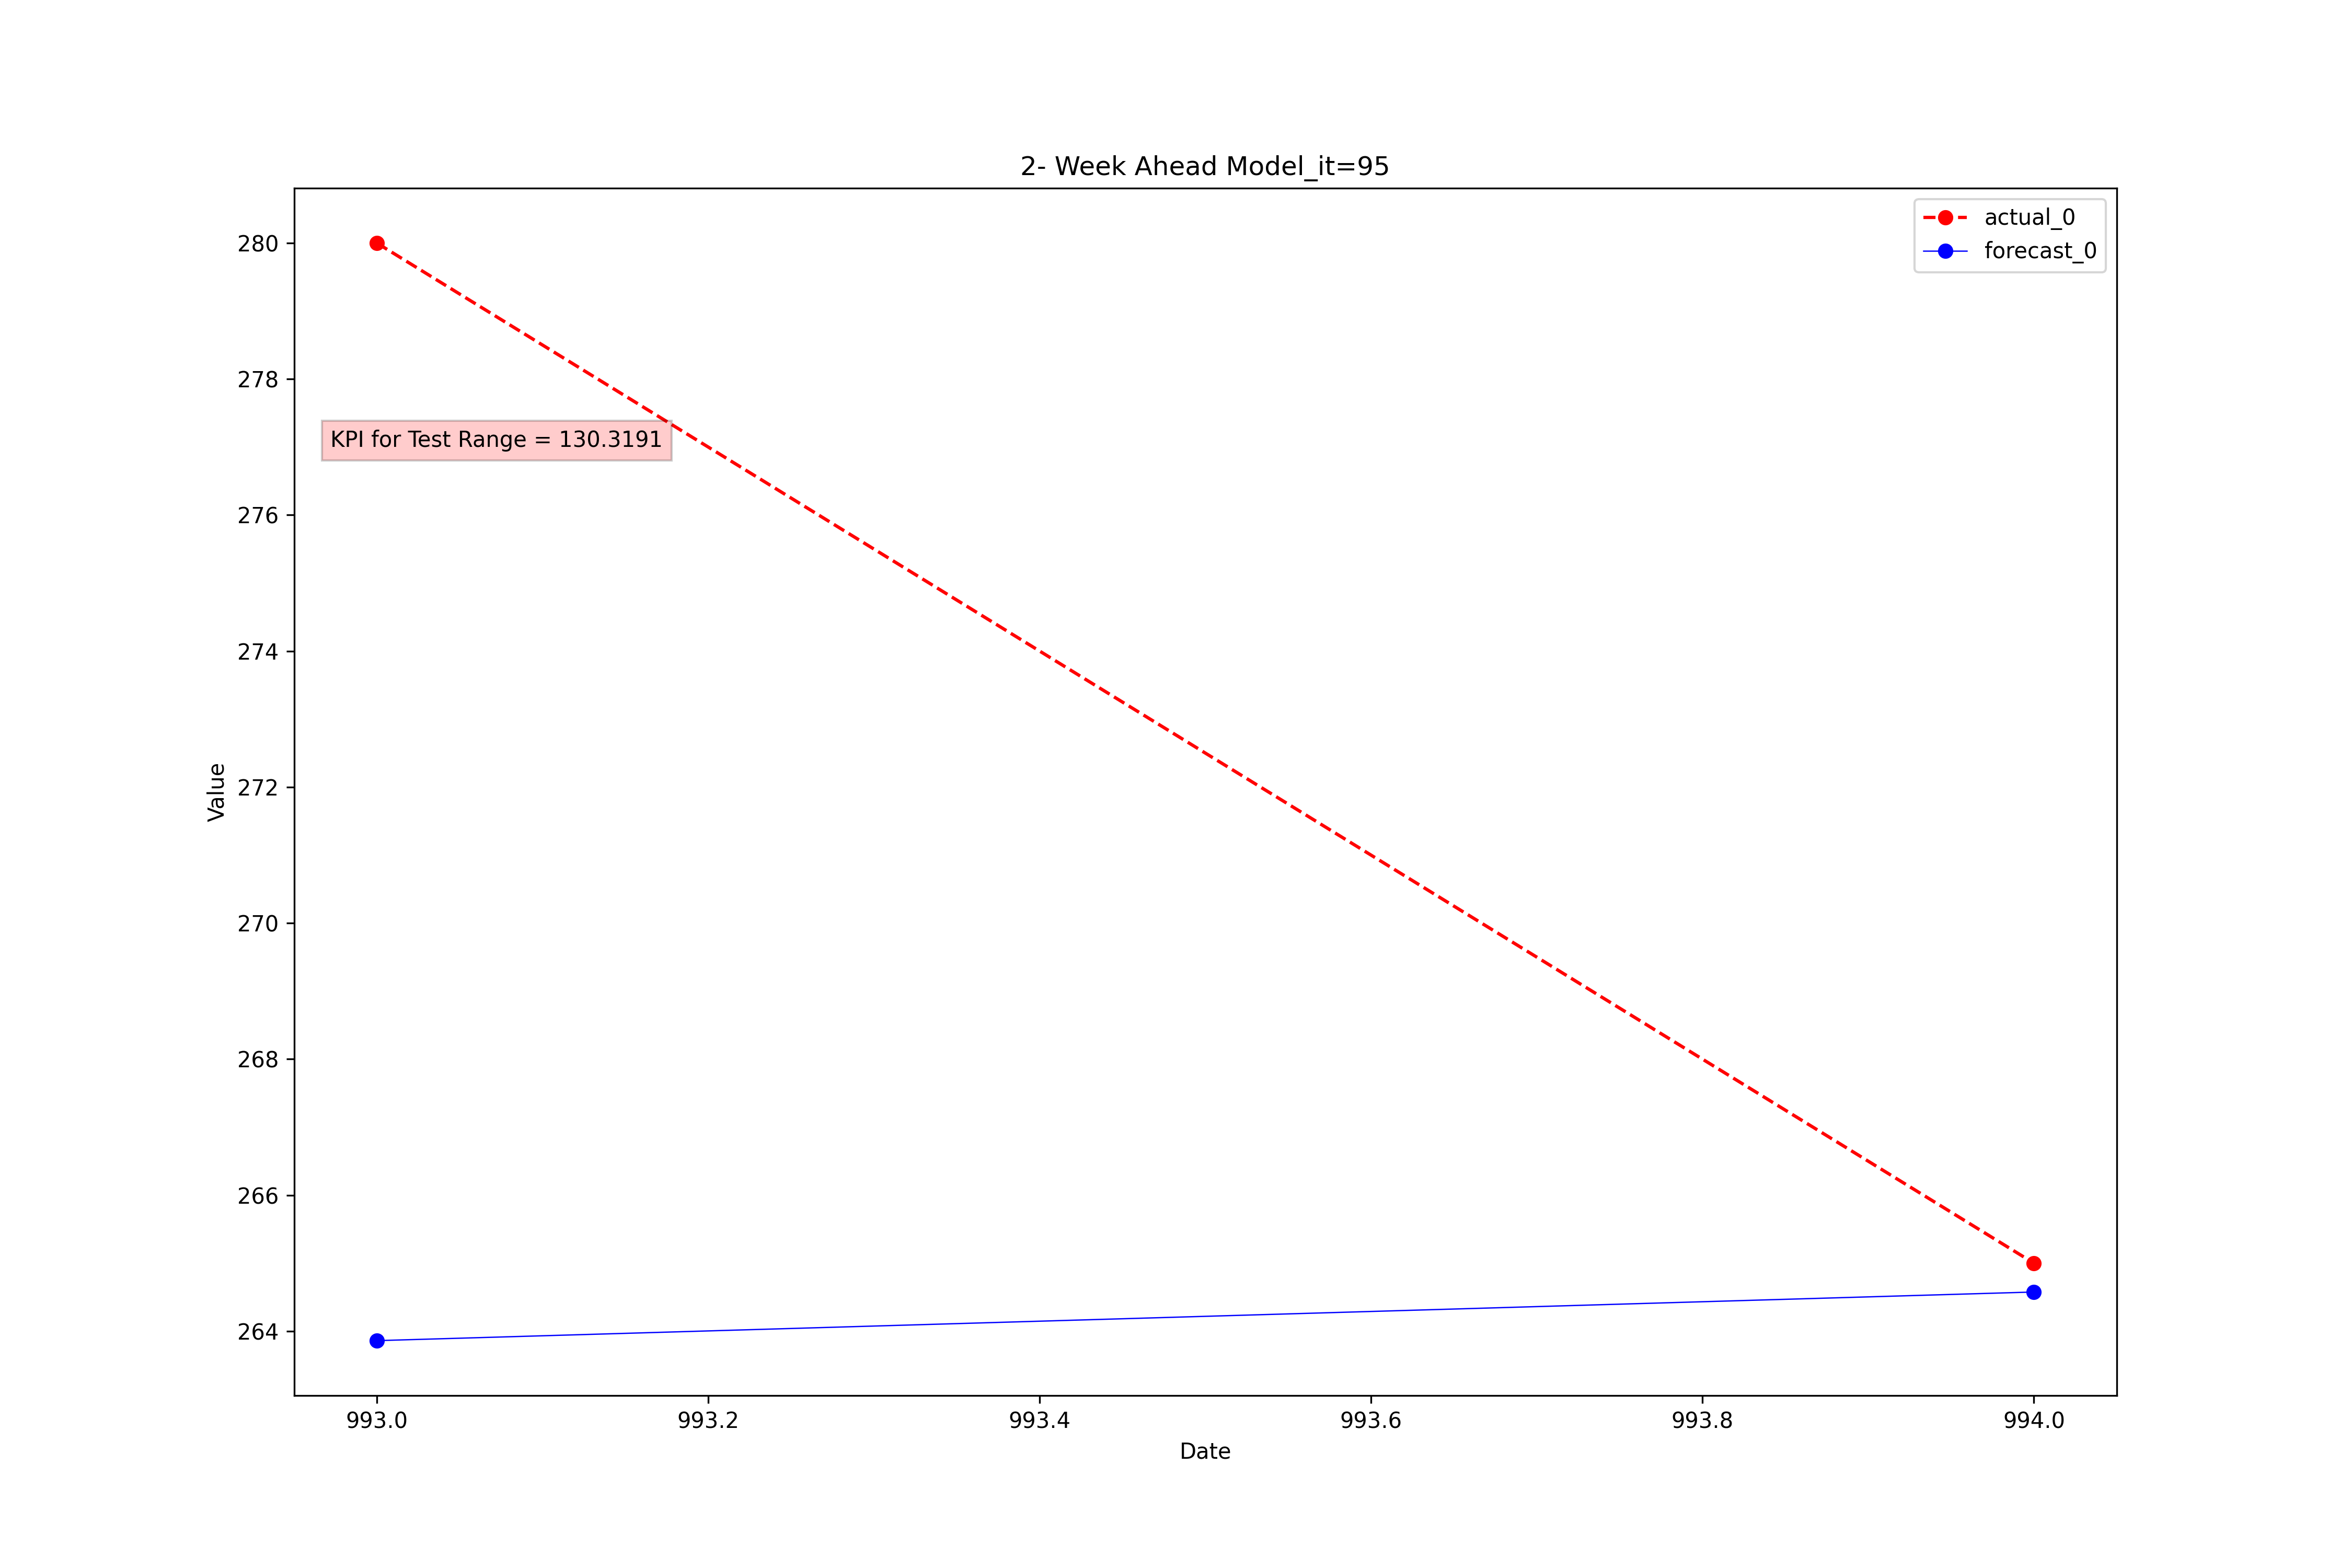 2- Week Ahead Model_it=95
actual_0
forecast_0
KPI for Test Range = 130.3191
280
278
276
274
272
270
268
266
264
Value
993.0
993.2
993.4
993.6
993.8
994.0
Date